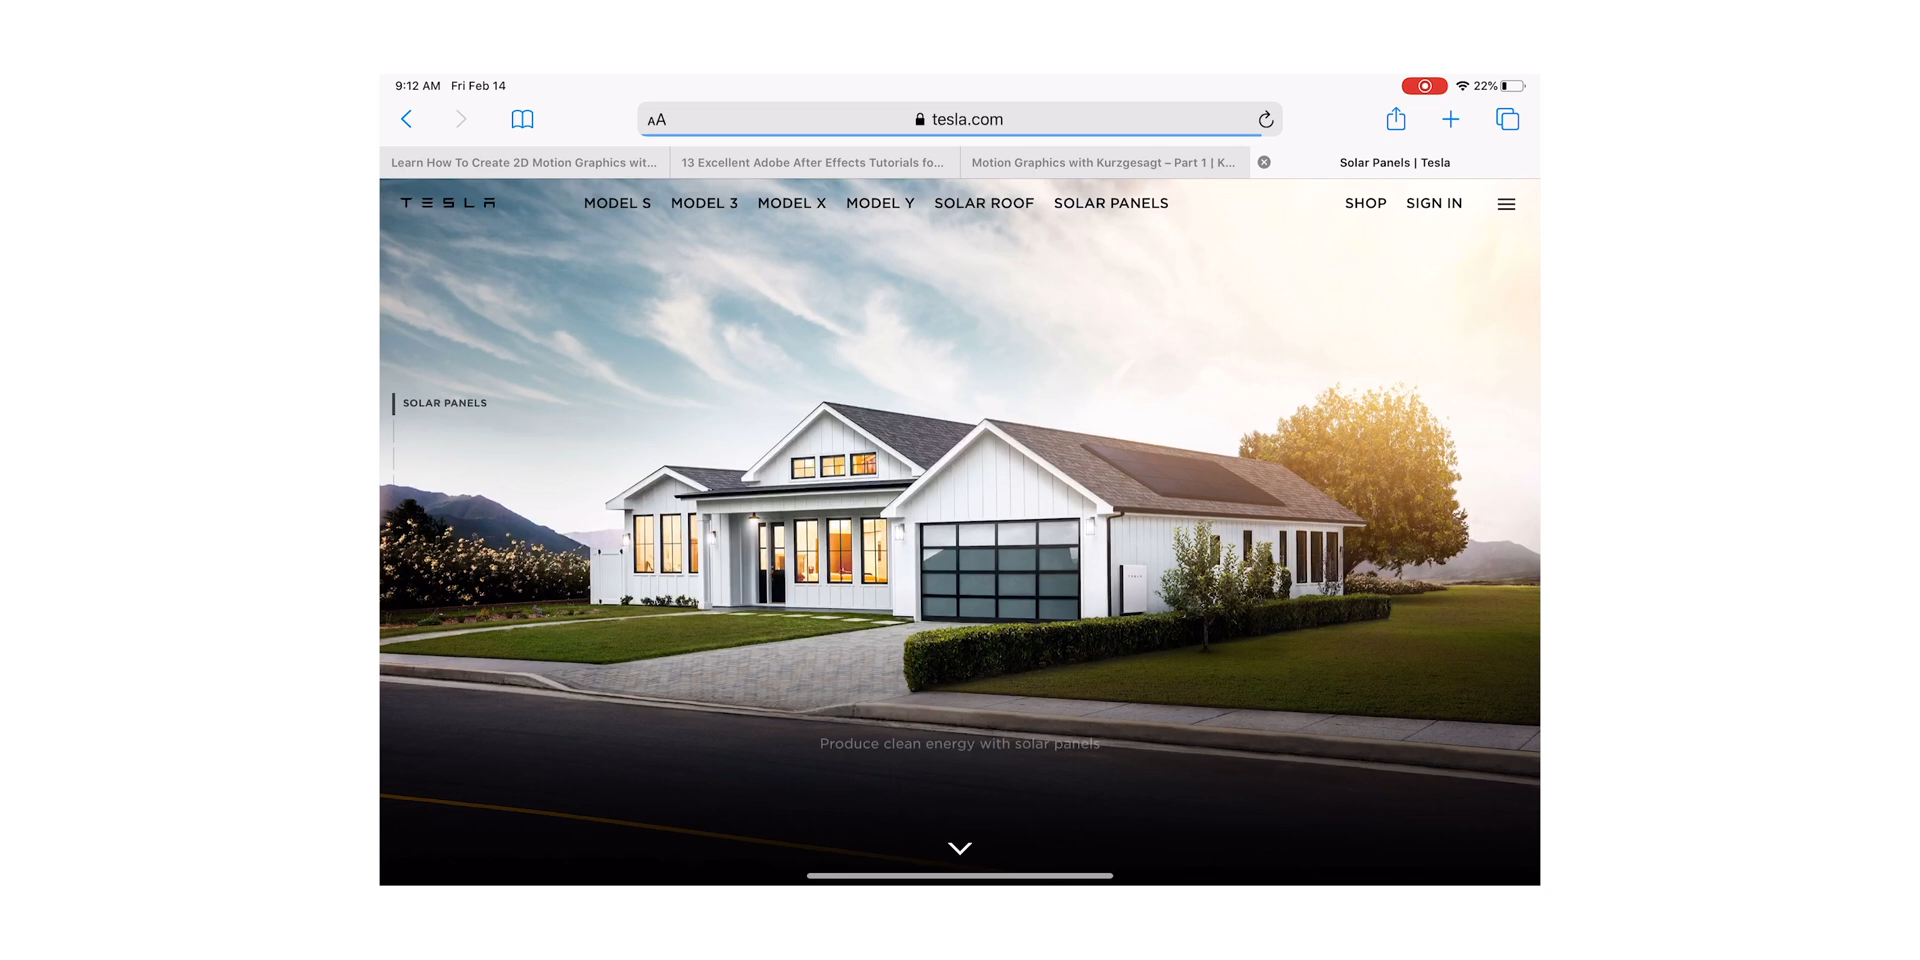 9:12 AM Fri Feb 14
22%
AA
tesla.com
Learn How To Create 2D Motion Graphics wit...
13 Excellent Adobe After Effects Tutorials fo...
Motion Graphics with Kurzgesagt – Part 1 | K...
Solar Panels | Tesla
TESLA
MODEL S MODEL 3 MODEL X MODEL Y SOLAR ROOF SOLAR PANELS
SHOP SIGN IN
SOLAR PANELS
TESLA
Produce clean energy with solar panels